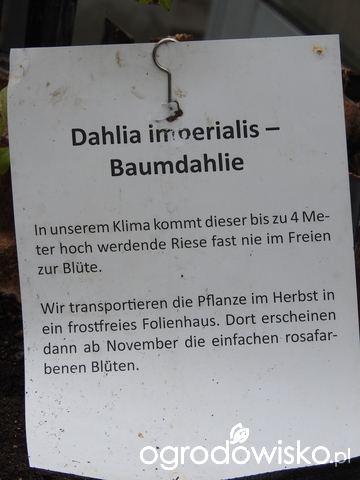 Dahlia imperialis –
Baumdahlie
In unserem Klima kommt dieser bis zu 4 Me-
ter hoch werdende Riese fast nie im Freien
zur Blüte.
Wir transportieren die Pflanze im Herbst in
ein frostfreies Folienhaus. Dort erscheinen
dann ab November die einfachen rosafar-
benen Blüten.
ogrodowisko.pl